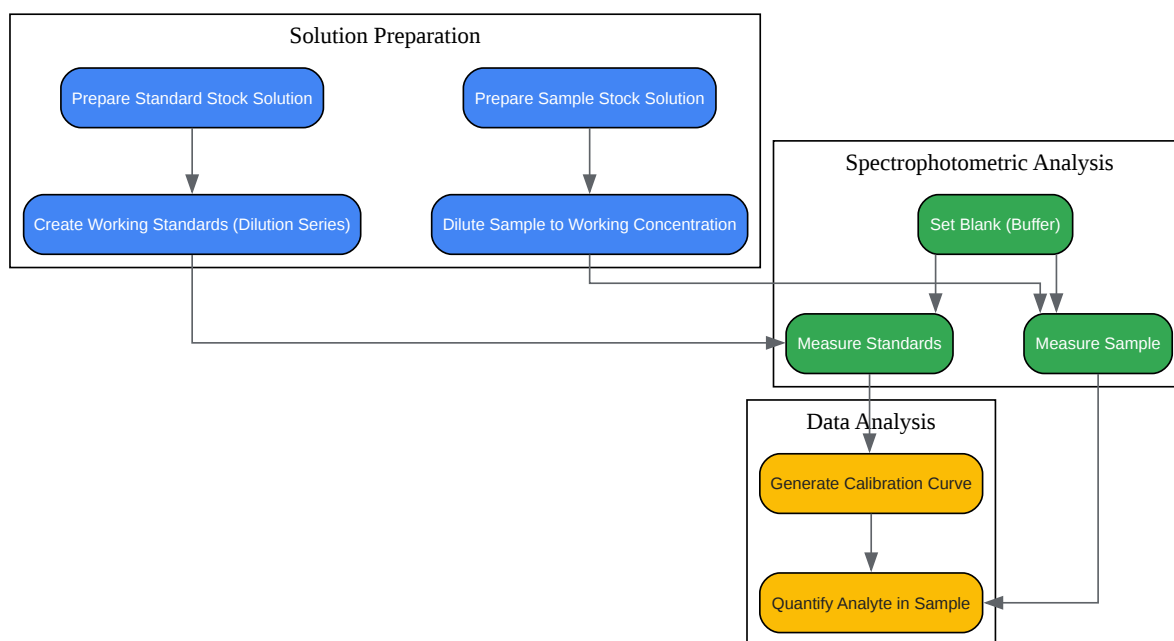 Solution Preparation
Prepare Standard Stock Solution
Prepare Sample Stock Solution
Create Working Standards (Dilution Series)
Dilute Sample to Working Concentration
Spectrophotometric Analysis
Set Blank (Buffer)
Measure Standards
Measure Sample
Data Analysis
Generate Calibration Curve
Quantify Analyte in Sample